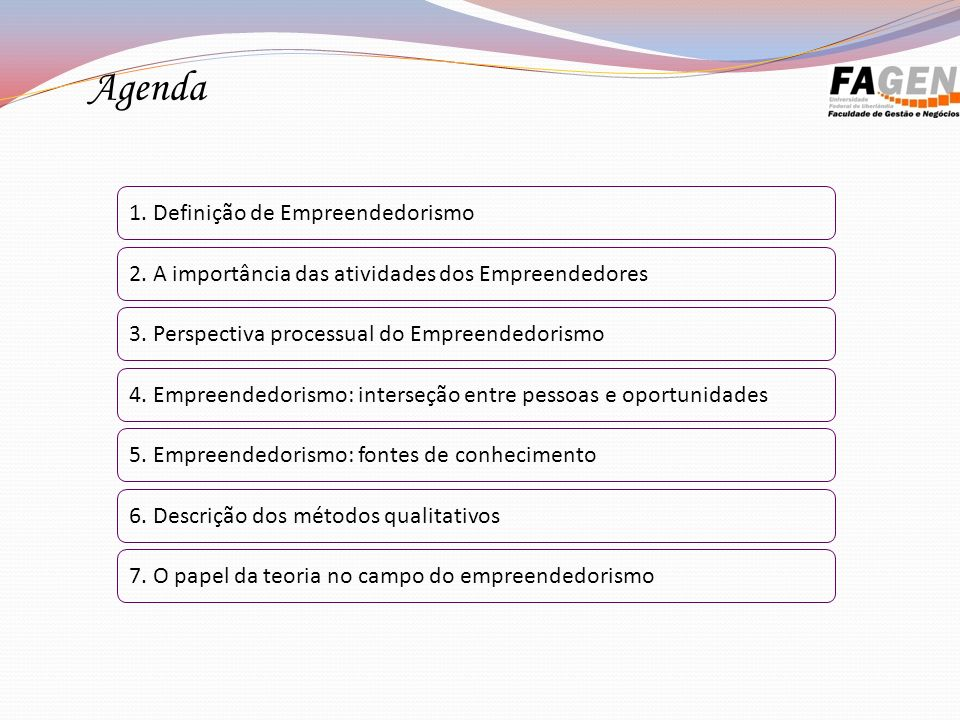 Agenda
FAGEN
Universidade
Federal de Uberlândia
Faculdade de Gestão e Negócios
1. Definição de Empreendedorismo
2. A importância das atividades dos Empreendedores
3. Perspectiva processual do Empreendedorismo
4. Empreendedorismo: interseção entre pessoas e oportunidades
5. Empreendedorismo: fontes de conhecimento
6. Descrição dos métodos qualitativos
7. O papel da teoria no campo do empreendedorismo